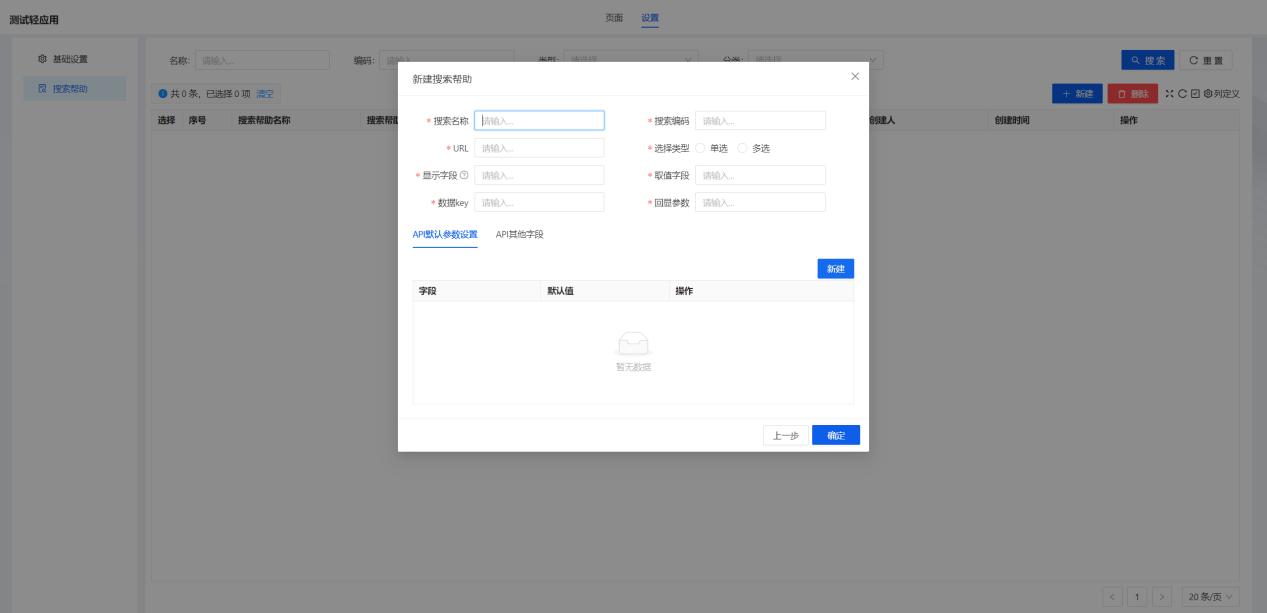 测试轻应用
页面 设置
基础设置
搜索帮助
名称: 请输入... 编码: 请输入... 类型: 请选择 分类: 请选择 搜索 重置
共 0 条, 已选择 0 项 清空 + 新建 删除 列定义
选择 序号 搜索帮助名称 搜索帮助 创建人 创建时间 操作
新建搜索帮助
* 搜索名称 请输入... * 搜索编码 请输入...
* URL 请输入... * 选择类型 单选 多选
* 显示字段 请输入... * 取值字段 请输入...
* 数据key 请输入... * 回显参数 请输入...
API默认参数设置 API其他字段
新建
字段 默认值 操作
暂无数据
上一步 确定
< 1 > 20 条/页